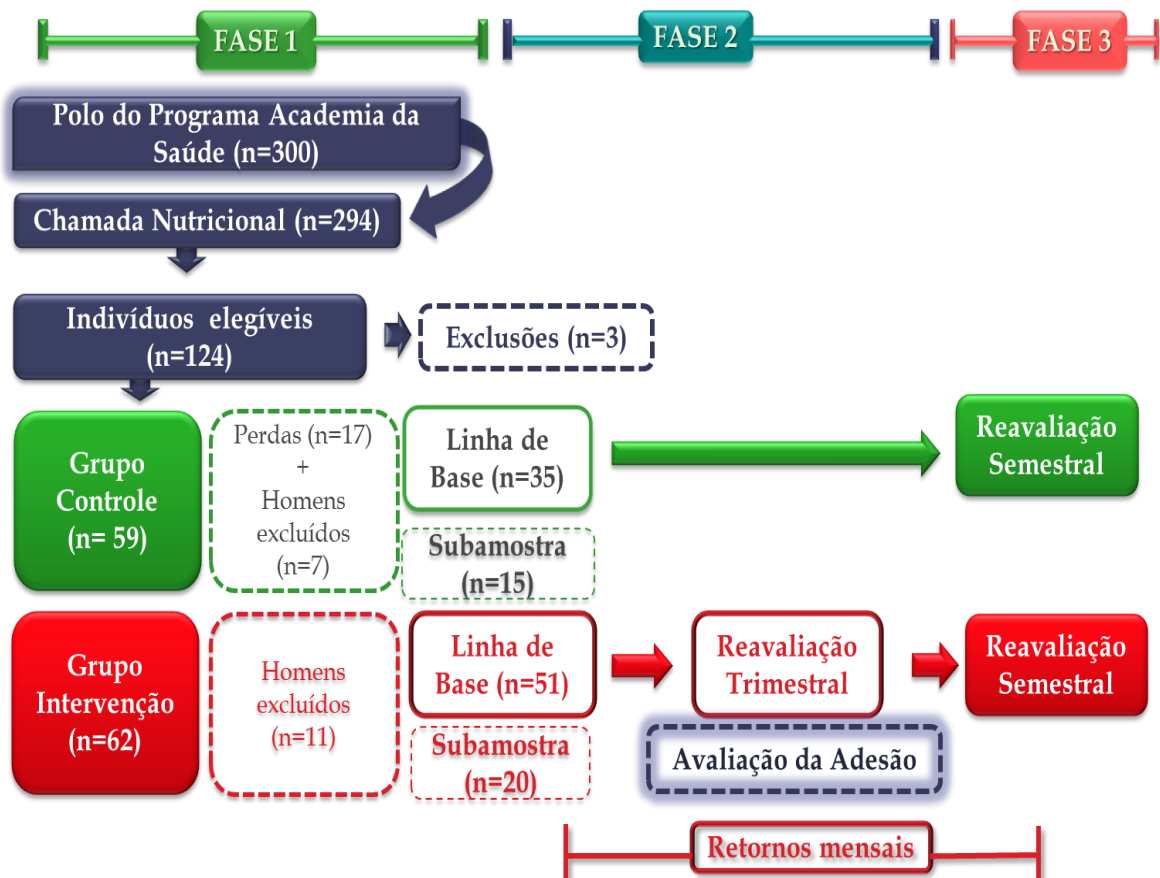 FASE 1
FASE 2
FASE 3
Polo do Programa Academia da
Saúde (n=300)
Chamada Nutricional (n=294)
Indivíduos elegíveis
(n=124)
Exclusões (n=3)
Grupo
Controle
(n= 59)
Perdas (n=17)
+
Homens
excluídos
(n=7)
Linha de
Base (n=35)
Subamostra
(n=15)
Reavaliação
Semestral
Grupo
Intervenção
(n=62)
Homens
excluídos
(n=11)
Linha de
Base (n=51)
Subamostra
(n=20)
Reavaliação
Trimestral
Avaliação da Adesão
Reavaliação
Semestral
Retornos mensais